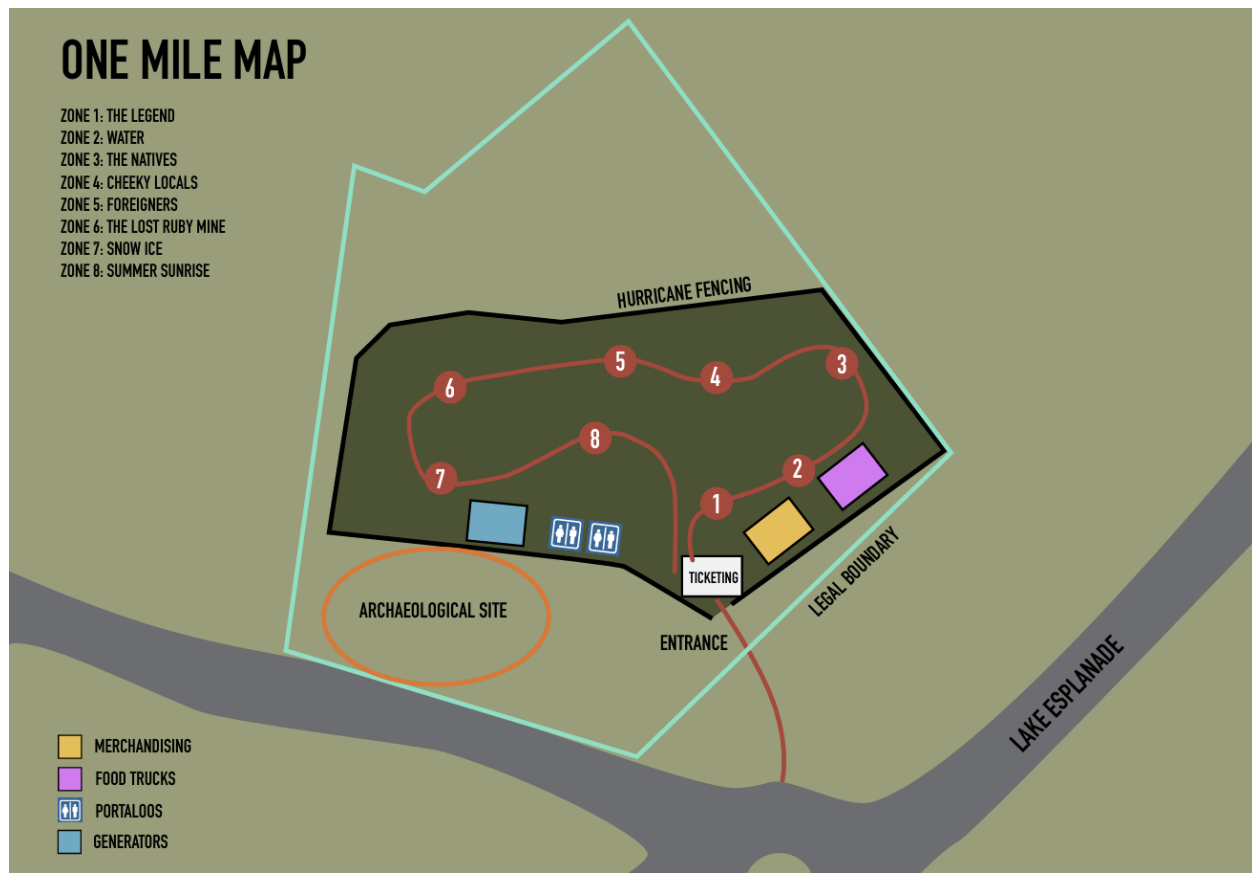 ONE MILE MAP
ZONE 1: THE LEGEND
ZONE 2: WATER
ZONE 3: THE NATIVES
ZONE 4: CHEEKY LOCALS
ZONE 5: FOREIGNERS
ZONE 6: THE LOST RUBY MINE
ZONE 7: SNOW ICE
ZONE 8: SUMMER SUNRISE
HURRICANE FENCING
5
4
3
6
8
7
2
1
TICKETING
LEGAL BOUNDARY
ARCHAEOLOGICAL SITE
ENTRANCE
LAKE ESPLANADE
MERCHANDISING
FOOD TRUCKS
PORTALOOS
GENERATORS